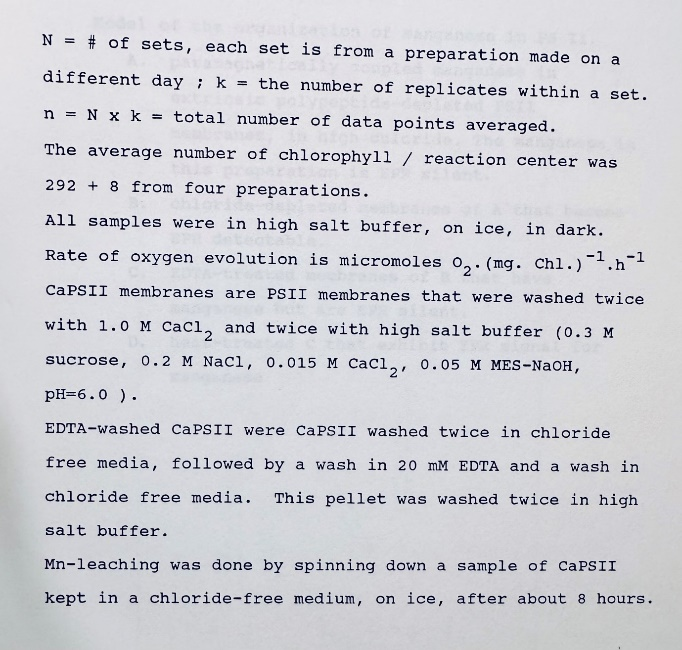 N = # of sets, each set is from a preparation made on a
different day ; k = the number of replicates within a set.
n = N x k = total number of data points averaged.
The average number of chlorophyll / reaction center was
292 + 8 from four preparations.
All samples were in high salt buffer, on ice, in dark.
Rate of oxygen evolution is micromoles O₂.(mg. Chl.)⁻¹.h⁻¹
CaPSII membranes are PSII membranes that were washed twice
with 1.0 M CaCl₂ and twice with high salt buffer (0.3 M
sucrose, 0.2 M NaCl, 0.015 M CaCl₂, 0.05 M MES-NaOH,
pH=6.0 ).
EDTA-washed CaPSII were CaPSII washed twice in chloride
free media, followed by a wash in 20 mM EDTA and a wash in
chloride free media.  This pellet was washed twice in high
salt buffer.
Mn-leaching was done by spinning down a sample of CaPSII
kept in a chloride-free medium, on ice, after about 8 hours.